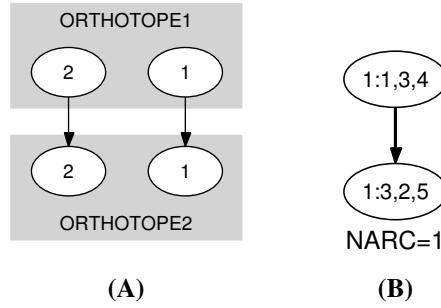 ORTHOTOPE1
2 1
2 1
ORTHOTOPE2
(A)
1:1,3,4
1:3,2,5
NARC=1
(B)